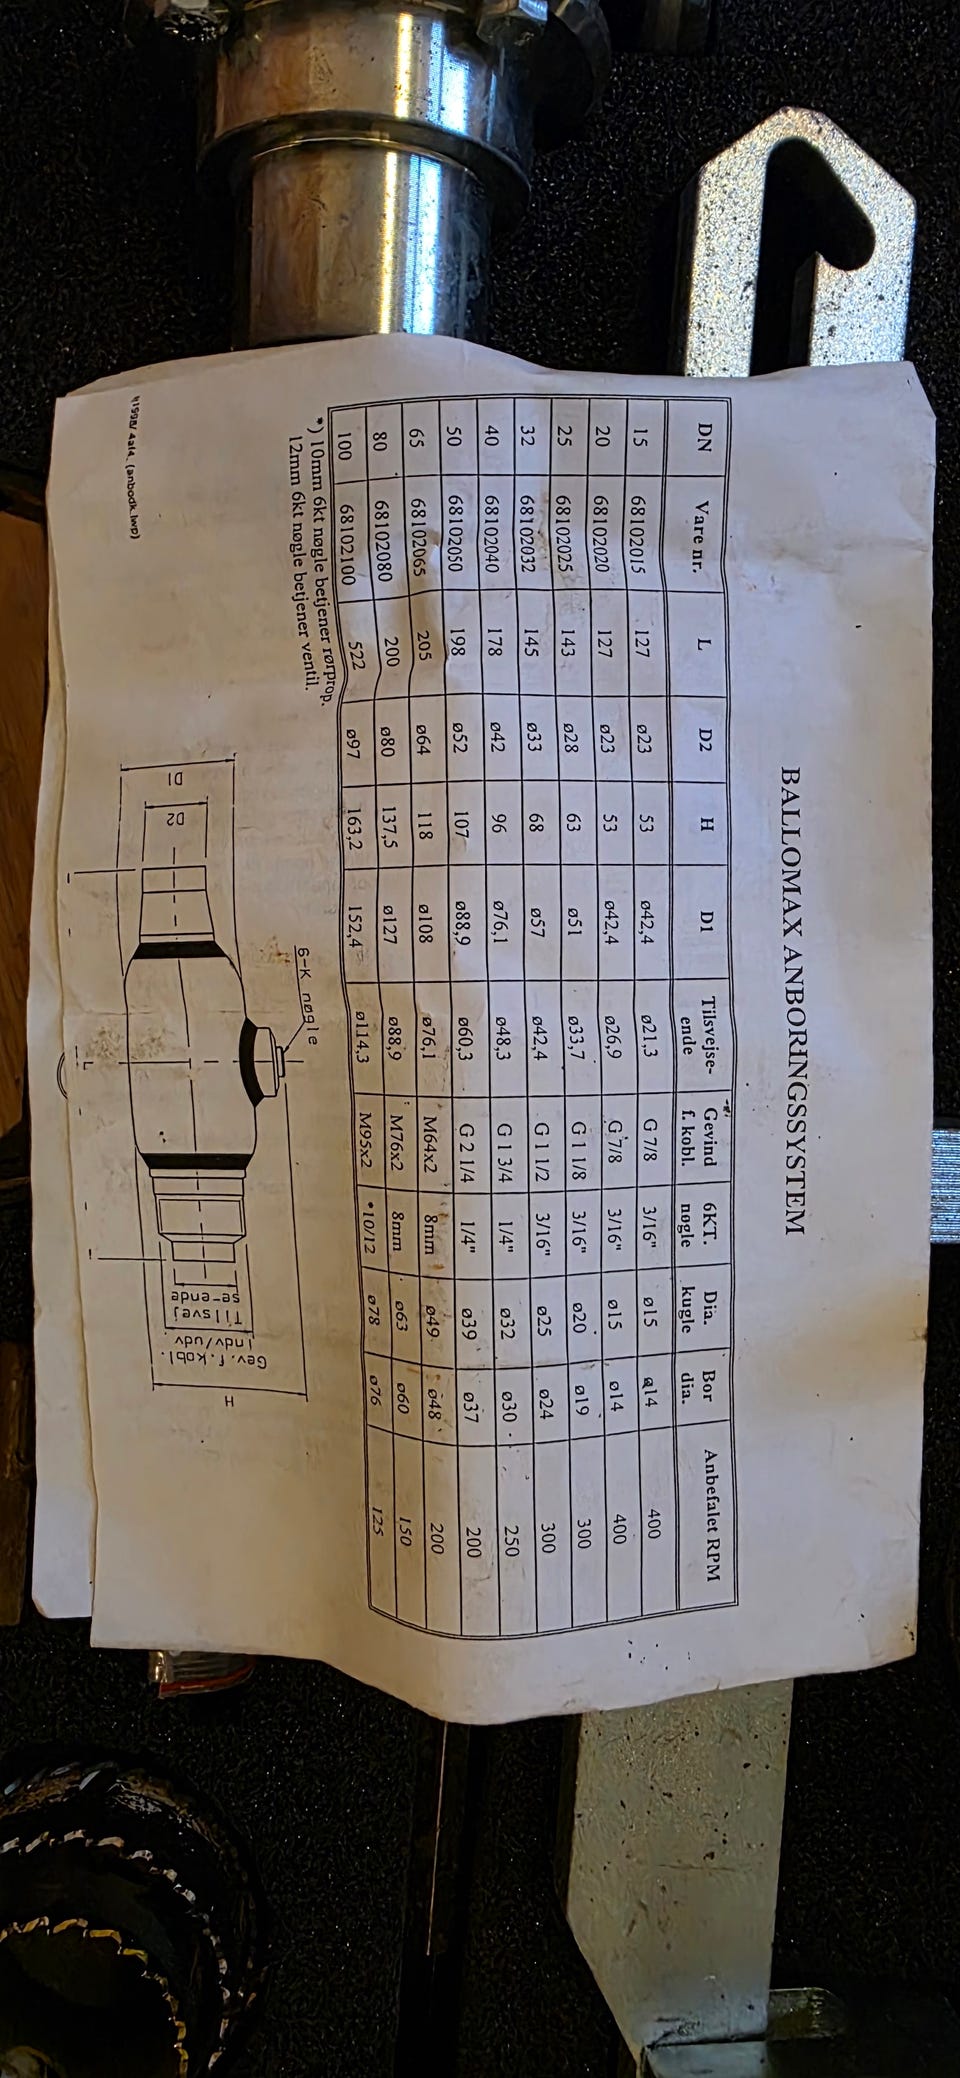 BALLOMAX ANBORINGSSYSTEM
DN Vare nr. L D2 H D1 Tilsvejse-ende Gevind f. kobl. 6KT. nøgle Dia. kugle Bor dia. Anbefalet RPM
15 68102015 127 ø23 53 ø42,4 ø21,3 G 7/8 3/16" ø15 ø14 400
20 68102020 127 ø23 53 ø42,4 ø26,9 G 7/8 3/16" ø15 ø14 400
25 68102025 143 ø28 63 ø51 ø33,7 G 1 1/8 3/16" ø20 ø19 300
32 68102032 145 ø33 68 ø57 ø42,4 G 1 1/2 3/16" ø25 ø24 300
40 68102040 178 ø42 96 ø76,1 ø48,3 G 1 3/4 1/4" ø32 ø30 250
50 68102050 198 ø52 107 ø88,9 ø60,3 G 2 1/4 1/4" ø39 ø37 200
65 68102065 205 ø64 118 ø108 ø76,1 M64x2 8mm ø49 ø48 200
80 68102080 200 ø80 137,5 ø127 ø88,9 M76x2 8mm ø63 ø60 150
100 68102100 522 ø97 163,2 152,4 ø114,3 M95x2 *10/12 ø78 ø76 125
*) 10mm 6kt nøgle betjener rørprop.
12mm 6kt nøgle betjener ventil.
6-K nøgle
D1
D2
L
Tilsvej
se-ende
Gev. f. kobl.
indv/udv
H
(anbodk.lwp)